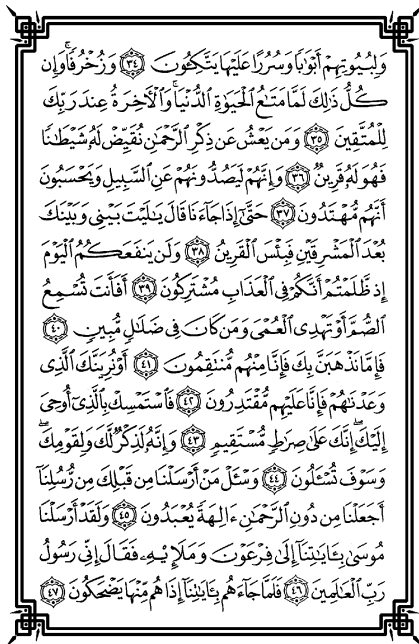 وَلِبُيُوتِهِمْ أَبْوَٰبًا وَسُرُرًا عَلَيْهَا يَتَّكِـُٔونَ ٣٤ وَزُخْرُفًا ۚ وَإِن
كُلُّ ذَٰلِكَ لَمَّا مَتَـٰعُ ٱلْحَيَوٰةِ ٱلدُّنْيَا ۚ وَٱلْـَٔاخِرَةُ عِندَ رَبِّكَ
لِلْمُتَّقِينَ ٣٥ وَمَن يَعْشُ عَن ذِكْرِ ٱلرَّحْمَـٰنِ نُقَيِّضْ لَهُۥ شَيْطَـٰنًا
فَهُوَ لَهُۥ قَرِينٌ ٣٦ وَإِنَّهُمْ لَيَصُدُّونَهُمْ عَنِ ٱلسَّبِيلِ وَيَحْسَبُونَ
أَنَّهُم مُّهْتَدُونَ ٣٧ حَتَّىٰٓ إِذَا جَآءَنَا قَالَ يَـٰلَيْتَ بَيْنِى وَبَيْنَكَ
بُعْدَ ٱلْمَشْرِقَيْنِ فَبِئْسَ ٱلْقَرِينُ ٣٨ وَلَن يَنفَعَكُمُ ٱلْيَوْمَ
إِذ ظَّلَمْتُمْ أَنَّكُمْ فِى ٱلْعَذَابِ مُشْتَرِكُونَ ٣٩ أَفَأَنتَ تُسْمِعُ
ٱلصُّمَّ أَوْ تَهْدِى ٱلْعُمْىَ وَمَن كَانَ فِى ضَلَـٰلٍ مُّبِينٍ ٤٠
فَإِمَّا نَذْهَبَنَّ بِكَ فَإِنَّا مِنْهُم مُّنتَقِمُونَ ٤١ أَوْ نُرِيَنَّكَ ٱلَّذِى
وَعَدْنَـٰهُمْ فَإِنَّا عَلَيْهِم مُّقْتَدِرُونَ ٤٢ فَٱسْتَمْسِكْ بِٱلَّذِىٓ أُوحِىَ
إِلَيْكَ ۖ إِنَّكَ عَلَىٰ صِرَٰطٍ مُّسْتَقِيمٍ ٤٣ وَإِنَّهُۥ لَذِكْرٌ لَّكَ وَلِقَوْمِكَ ۖ
وَسَوْفَ تُسْـَٔلُونَ ٤٤ وَسْـَٔلْ مَنْ أَرْسَلْنَا مِن قَبْلِكَ مِن رُّسُلِنَآ
أَجَعَلْنَا مِن دُونِ ٱلرَّحْمَـٰنِ ءَالِهَةً يُعْبَدُونَ ٤٥ وَلَقَدْ أَرْسَلْنَا
مُوسَىٰ بِـَٔايَـٰتِنَآ إِلَىٰ فِرْعَوْنَ وَمَلَإِي۟هِۦ فَقَالَ إِنِّى رَسُولُ
رَبِّ ٱلْعَـٰلَمِينَ ٤٦ فَلَمَّا جَآءَهُم بِـَٔايَـٰتِنَآ إِذَا هُم مِّنْهَا يَضْحَكُونَ ٤٧